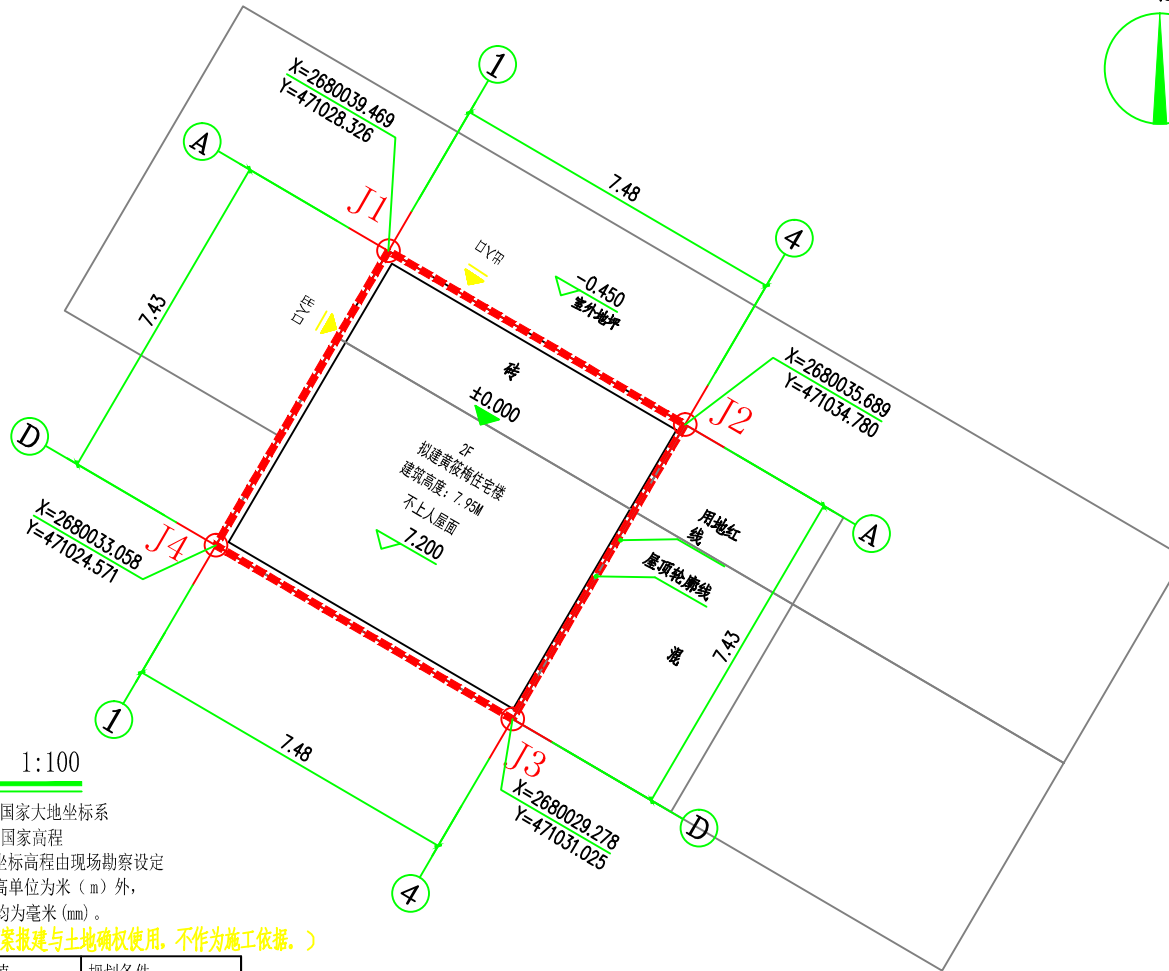 1
X=2680039.469
Y=471028.326
A
7.48
J1
4
-0.450
室外地坪
7.43
砖
±0.000
X=2680035.689
Y=471034.780
J2
D
2F
拟建黄筱梅住宅楼
建筑高度：7.95M
不上人屋面
7.200
用地红
线
A
X=2680033.058
Y=471024.571
J4
屋顶轮廓线
混
7.43
1
7.48
J3
X=2680029.278
Y=471031.025
D
4
1:100
国家大地坐标系
国家高程
坐标高程由现场勘察设定
高单位为米（m）外，
均为毫米(mm)。
案报建与土地确权使用，不作为施工依据。）
规划条件